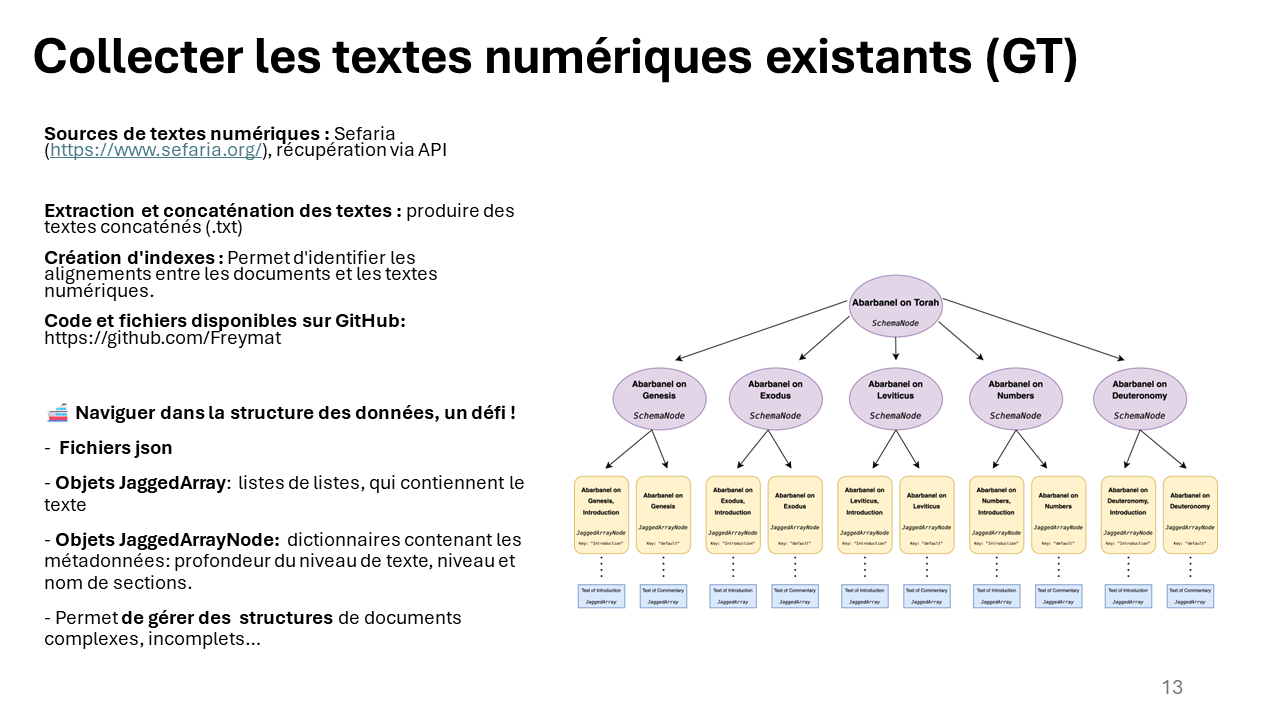 Collecter les textes numériques existants (GT)
Sources de textes numériques : Sefaria
(https://www.sefaria.org/), récupération via API
Extraction et concaténation des textes : produire des
textes concaténés (.txt)
Création d'indexes : Permet d'identifier les
alignements entre les documents et les textes
numériques.
Code et fichiers disponibles sur GitHub:
https://github.com/Freymat
🚢 Naviguer dans la structure des données, un défi !
- Fichiers json
- Objets JaggedArray: listes de listes, qui contiennent le
texte
- Objets JaggedArrayNode: dictionnaires contenant les
métadonnées: profondeur du niveau de texte, niveau et
nom de sections.
- Permet de gérer des structures de documents
complexes, incomplets...
Abarbanel on Torah
SchemaNode
Abarbanel on
Genesis
SchemaNode
Abarbanel on
Exodus
SchemaNode
Abarbanel on
Leviticus
SchemaNode
Abarbanel on
Numbers
SchemaNode
Abarbanel on
Deuteronomy
SchemaNode
Abarbanel on
Genesis,
Introduction
JaggedArrayNode
Key: "Introduction"
Abarbanel on
Genesis
JaggedArrayNode
Key: "default"
Abarbanel on
Exodus,
Introduction
JaggedArrayNode
Key: "Introduction"
Abarbanel on
Exodus
JaggedArrayNode
Key: "default"
Abarbanel on
Leviticus,
Introduction
JaggedArrayNode
Key: "Introduction"
Abarbanel on
Leviticus
JaggedArrayNode
Key: "default"
Abarbanel on
Numbers,
Introduction
JaggedArrayNode
Key: "Introduction"
Abarbanel on
Numbers
JaggedArrayNode
Key: "default"
Abarbanel on
Deuteronomy,
Introduction
JaggedArrayNode
Key: "Introduction"
Abarbanel on
Deuteronomy
JaggedArrayNode
Key: "default"
Text of Introduction
JaggedArray
Text of Commentary
JaggedArray
Text of Introduction
JaggedArray
Text of Commentary
JaggedArray
Text of Introduction
JaggedArray
Text of Commentary
JaggedArray
Text of Introduction
JaggedArray
Text of Commentary
JaggedArray
Text of Introduction
JaggedArray
Text of Commentary
JaggedArray
13